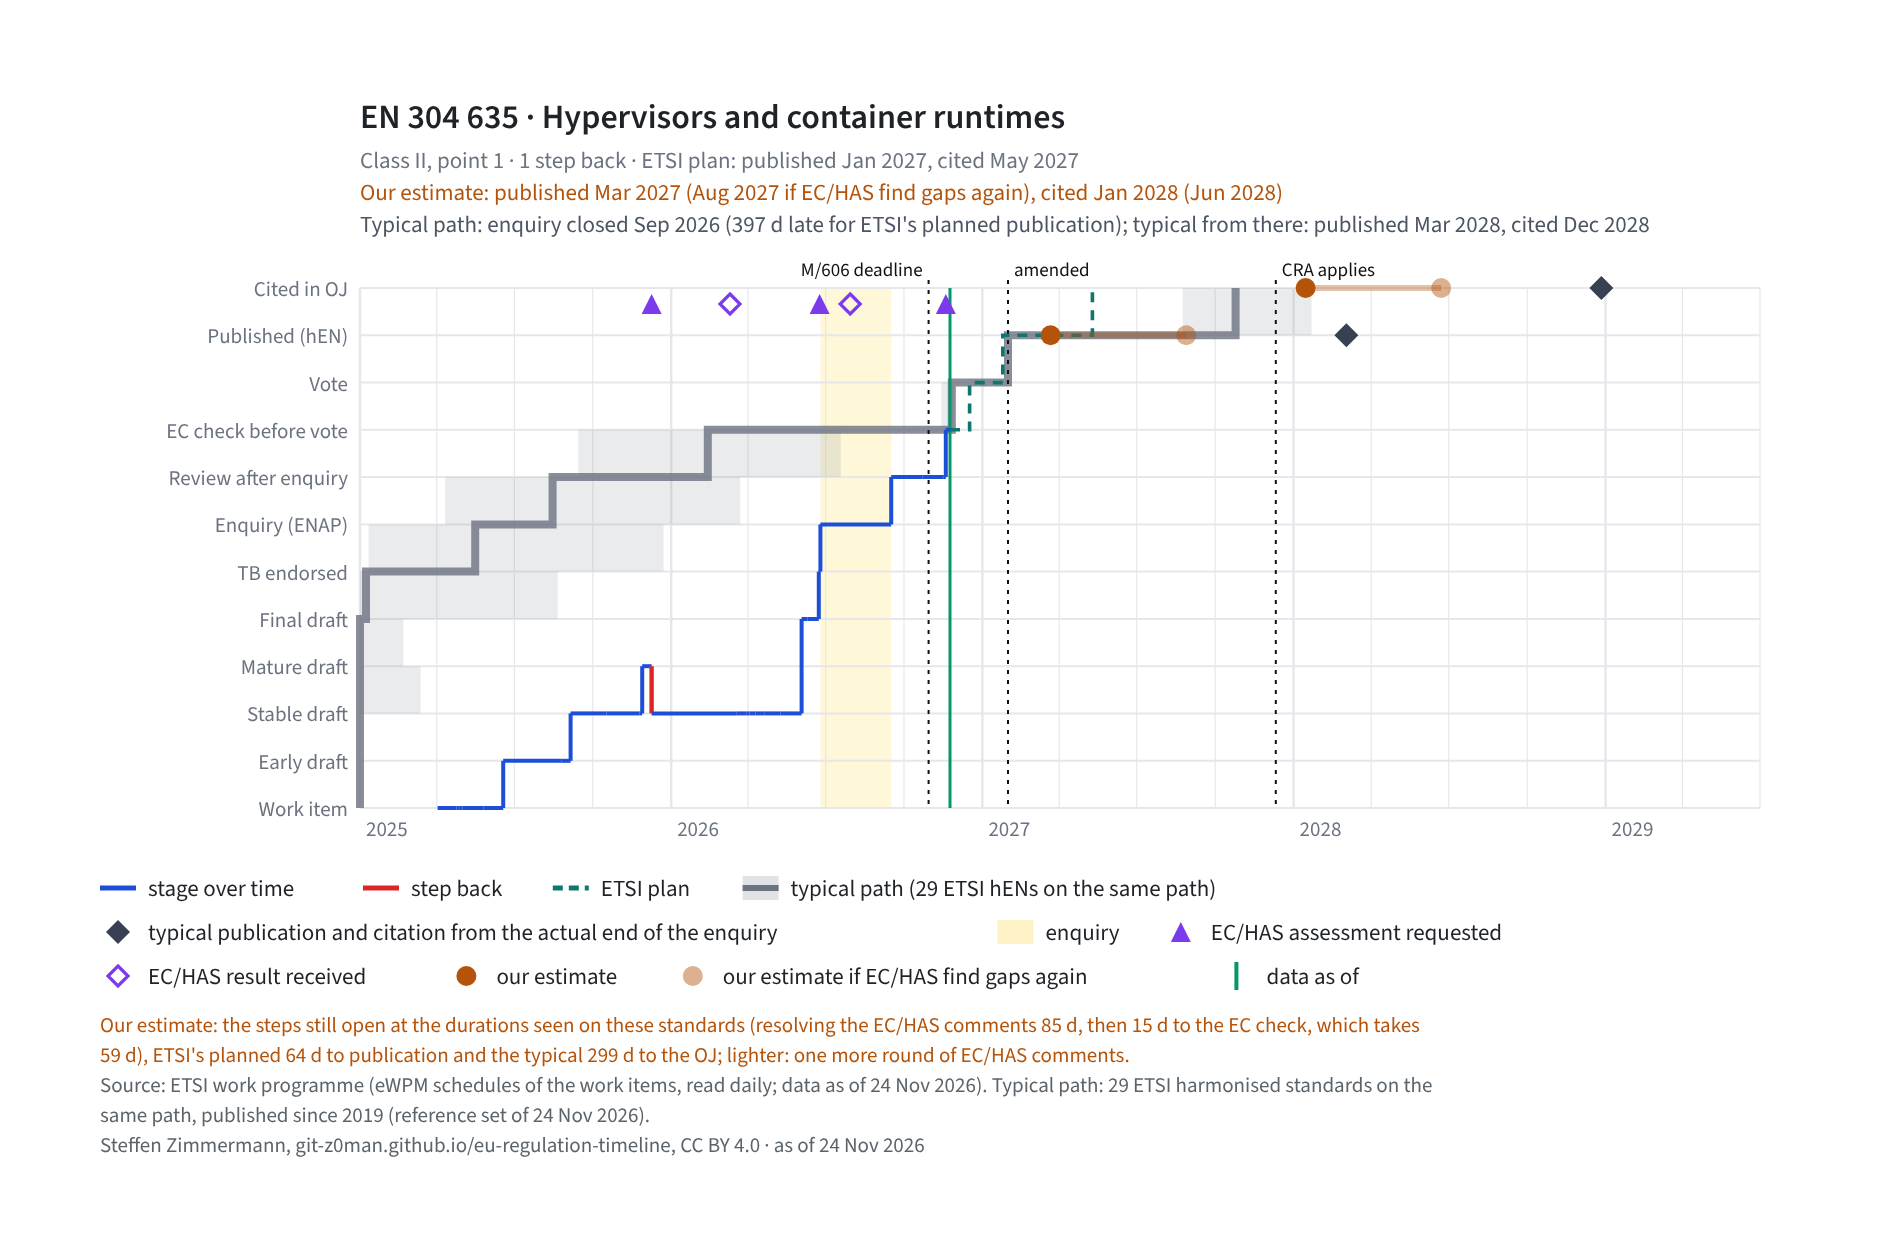 EN 304 635 · Hypervisors and container runtimes
Class II, point 1 · 1 step back · ETSI plan: published Jan 2027, cited May 2027
Our estimate: published Mar 2027 (Aug 2027 if EC/HAS find gaps again), cited Jan 2028 (Jun 2028)
Typical path: enquiry closed Sep 2026 (397 d late for ETSI's planned publication); typical from there: published Mar 2028, cited Dec 2028
M/606 deadline
amended
CRA applies
Cited in OJ
Published (hEN)
Vote
EC check before vote
Review after enquiry
Enquiry (ENAP)
TB endorsed
Final draft
Mature draft
Stable draft
Early draft
Work item
2025
2026
2027
2028
2029
stage over time
step back
ETSI plan
typical path (29 ETSI hENs on the same path)
typical publication and citation from the actual end of the enquiry
enquiry
EC/HAS assessment requested
EC/HAS result received
our estimate
our estimate if EC/HAS find gaps again
data as of
Our estimate: the steps still open at the durations seen on these standards (resolving the EC/HAS comments 85 d, then 15 d to the EC check, which takes
59 d), ETSI's planned 64 d to publication and the typical 299 d to the OJ; lighter: one more round of EC/HAS comments.
Source: ETSI work programme (eWPM schedules of the work items, read daily; data as of 24 Nov 2026). Typical path: 29 ETSI harmonised standards on the
same path, published since 2019 (reference set of 24 Nov 2026).
Steffen Zimmermann, git-z0man.github.io/eu-regulation-timeline, CC BY 4.0 · as of 24 Nov 2026